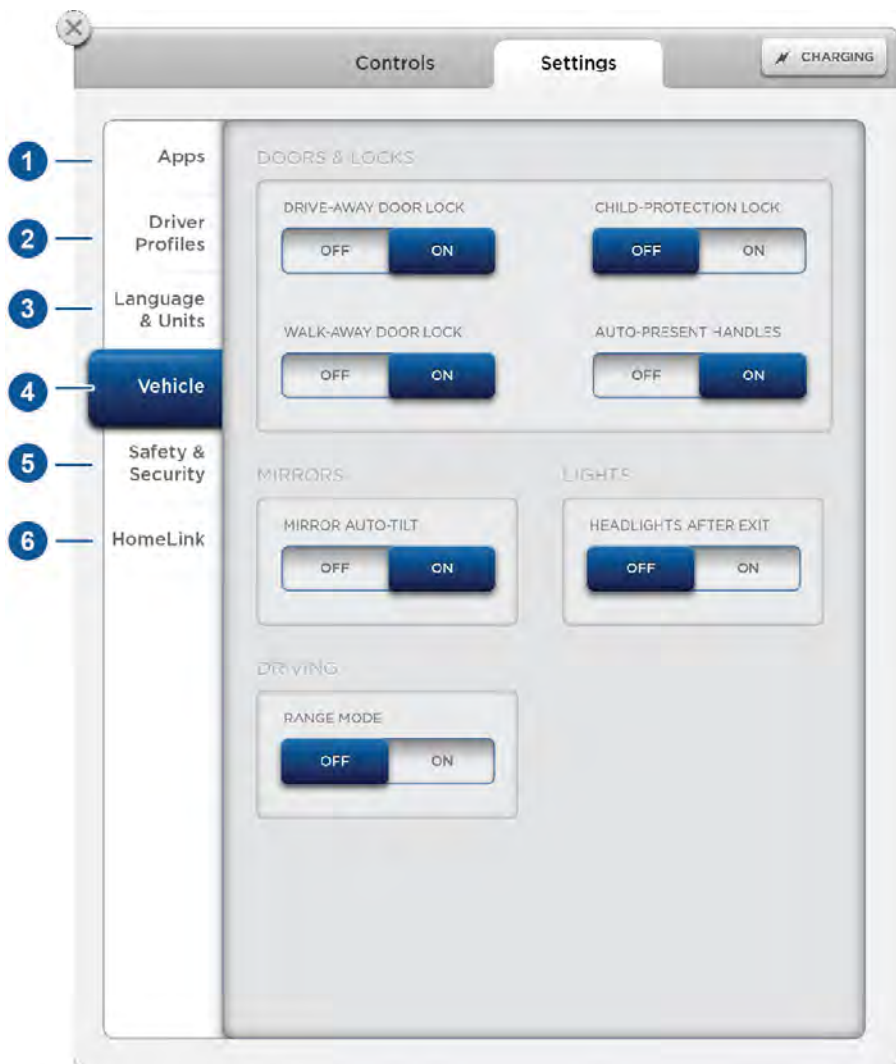 Controls
Settings
CHARGING
1
Apps
2
Driver
Profiles
3
Language
& Units
4
Vehicle
5
Safety &
Security
6
HomeLink
DOORS & LOCKS
DRIVE-AWAY DOOR LOCK
OFF ON
CHILD-PROTECTION LOCK
OFF ON
WALK-AWAY DOOR LOCK
OFF ON
AUTO-PRESENT HANDLES
OFF ON
MIRRORS
MIRROR AUTO-TILT
OFF ON
LIGHTS
HEADLIGHTS AFTER EXIT
OFF ON
DRIVING
RANGE MODE
OFF ON